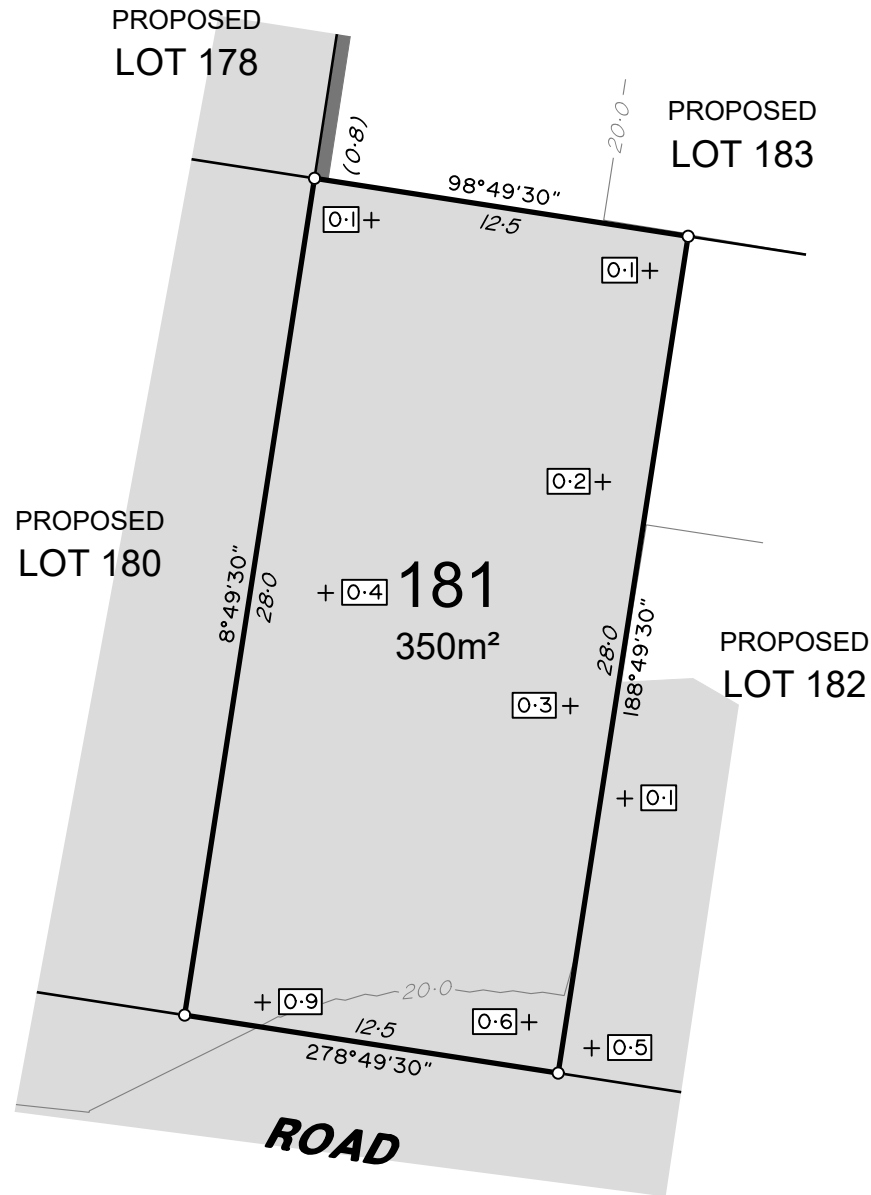 PROPOSED
LOT 178
(0·8)
20·0
PROPOSED
LOT 183
98°49'30"
12·5
0·1
0·1
0·2
PROPOSED
LOT 180
8°49'30"
28·0
0·4
181
350m²
28·0
188°49'30"
PROPOSED
LOT 182
0·3
0·1
20·0
0·9
0·6
12·5
278°49'30"
0·5
ROAD